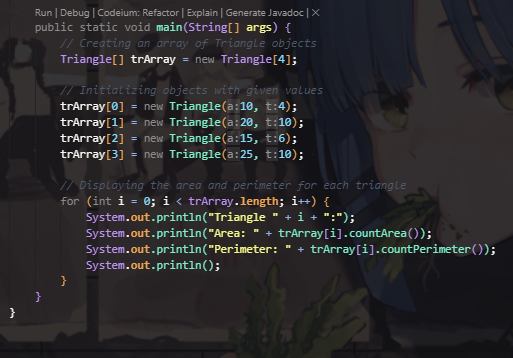 Run | Debug | Codeium: Refactor | Explain | Generate Javadoc | ×
public static void main(String[] args) {
// Creating an array of Triangle objects
Triangle[] trArray = new Triangle[4];
// Initializing objects with given values
trArray[0] = new Triangle(a:10, t:4);
trArray[1] = new Triangle(a:20, t:10);
trArray[2] = new Triangle(a:15, t:6);
trArray[3] = new Triangle(a:25, t:10);
// Displaying the area and perimeter for each triangle
for (int i = 0; i < trArray.length; i++) {
System.out.println("Triangle " + i + ":");
System.out.println("Area: " + trArray[i].countArea());
System.out.println("Perimeter: " + trArray[i].countPerimeter());
System.out.println();
}
}
}